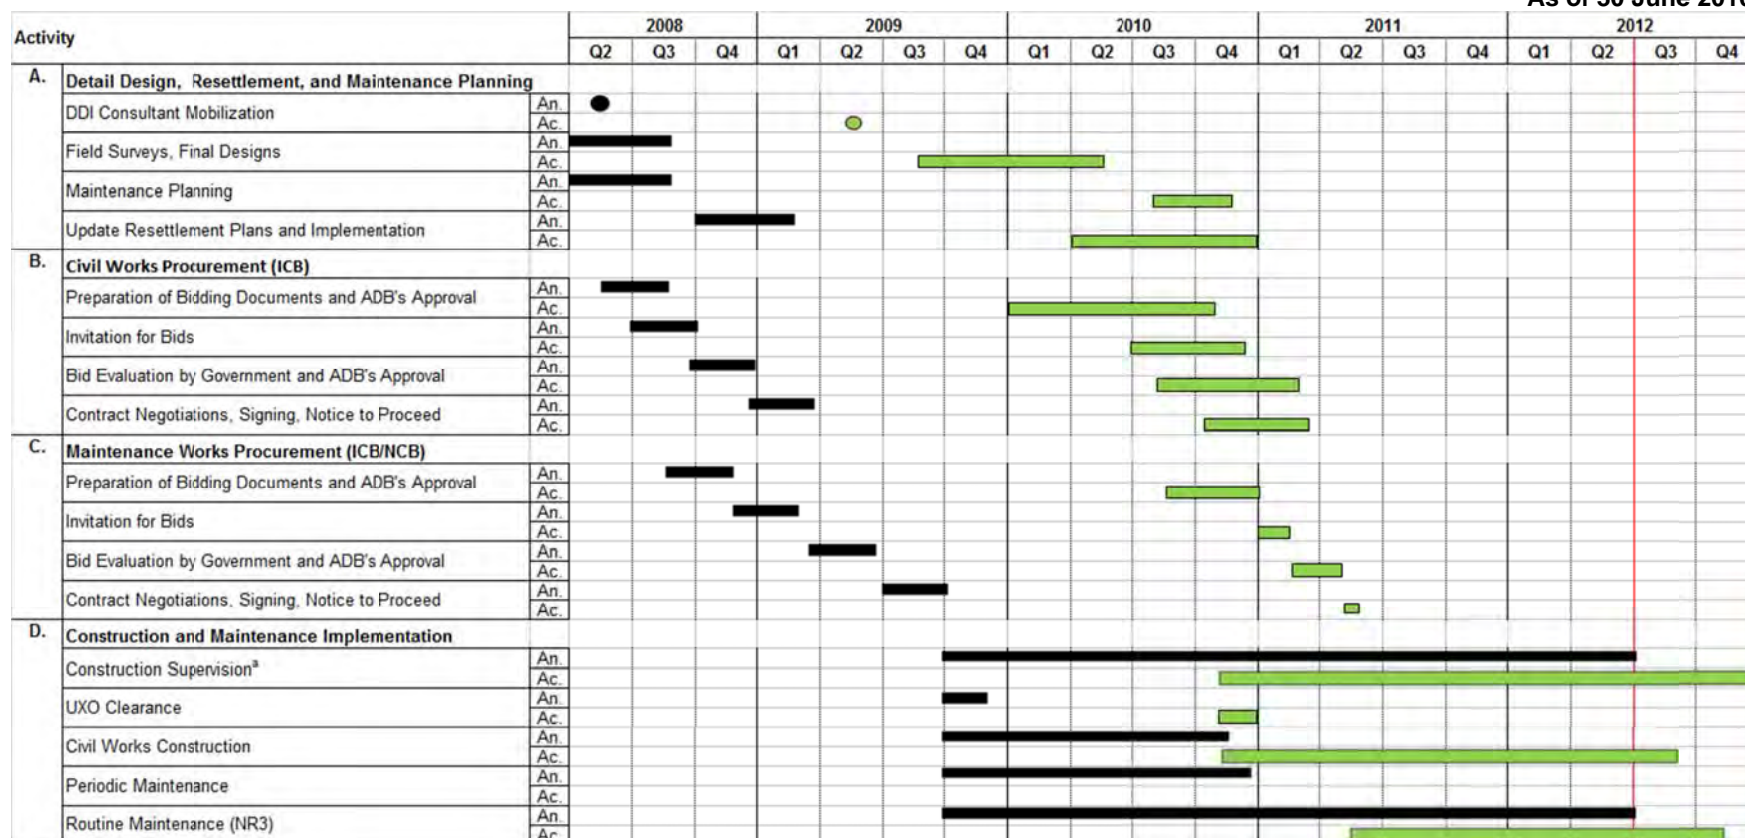 As of 30 June 2016
Activity 2008 2009 2010 2011 2012
Q2 Q3 Q4 Q1 Q2 Q3 Q4 Q1 Q2 Q3 Q4 Q1 Q2 Q3 Q4 Q1 Q2 Q3 Q4
A. Detail Design, Resettlement, and Maintenance Planning
DDI Consultant Mobilization An.
Ac.
Field Surveys, Final Designs An.
Ac.
Maintenance Planning An.
Ac.
Update Resettlement Plans and Implementation An.
Ac.
B. Civil Works Procurement (ICB)
Preparation of Bidding Documents and ADB's Approval An.
Ac.
Invitation for Bids An.
Ac.
Bid Evaluation by Government and ADB's Approval An.
Ac.
Contract Negotiations, Signing, Notice to Proceed An.
Ac.
C. Maintenance Works Procurement (ICB/NCB)
Preparation of Bidding Documents and ADB's Approval An.
Ac.
Invitation for Bids An.
Ac.
Bid Evaluation by Government and ADB's Approval An.
Ac.
Contract Negotiations, Signing, Notice to Proceed An.
Ac.
D. Construction and Maintenance Implementation
Construction Supervisionª An.
Ac.
UXO Clearance An.
Ac.
Civil Works Construction An.
Ac.
Periodic Maintenance An.
Ac.
Routine Maintenance (NR3) An.
Ac.